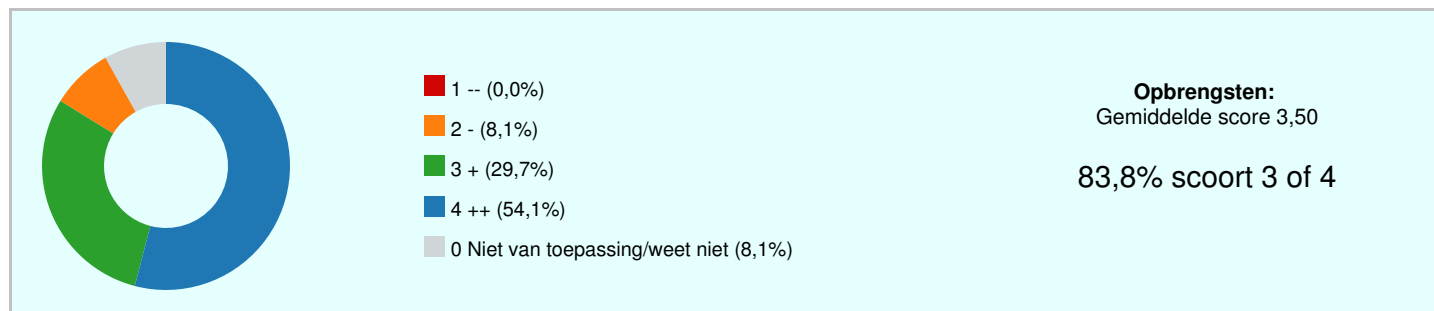 1 -- (0,0%)
2 - (8,1%)
3 + (29,7%)
4 ++ (54,1%)
0 Niet van toepassing/weet niet (8,1%)
Opbrengsten:
Gemiddelde score 3,50
83,8% scoort 3 of 4